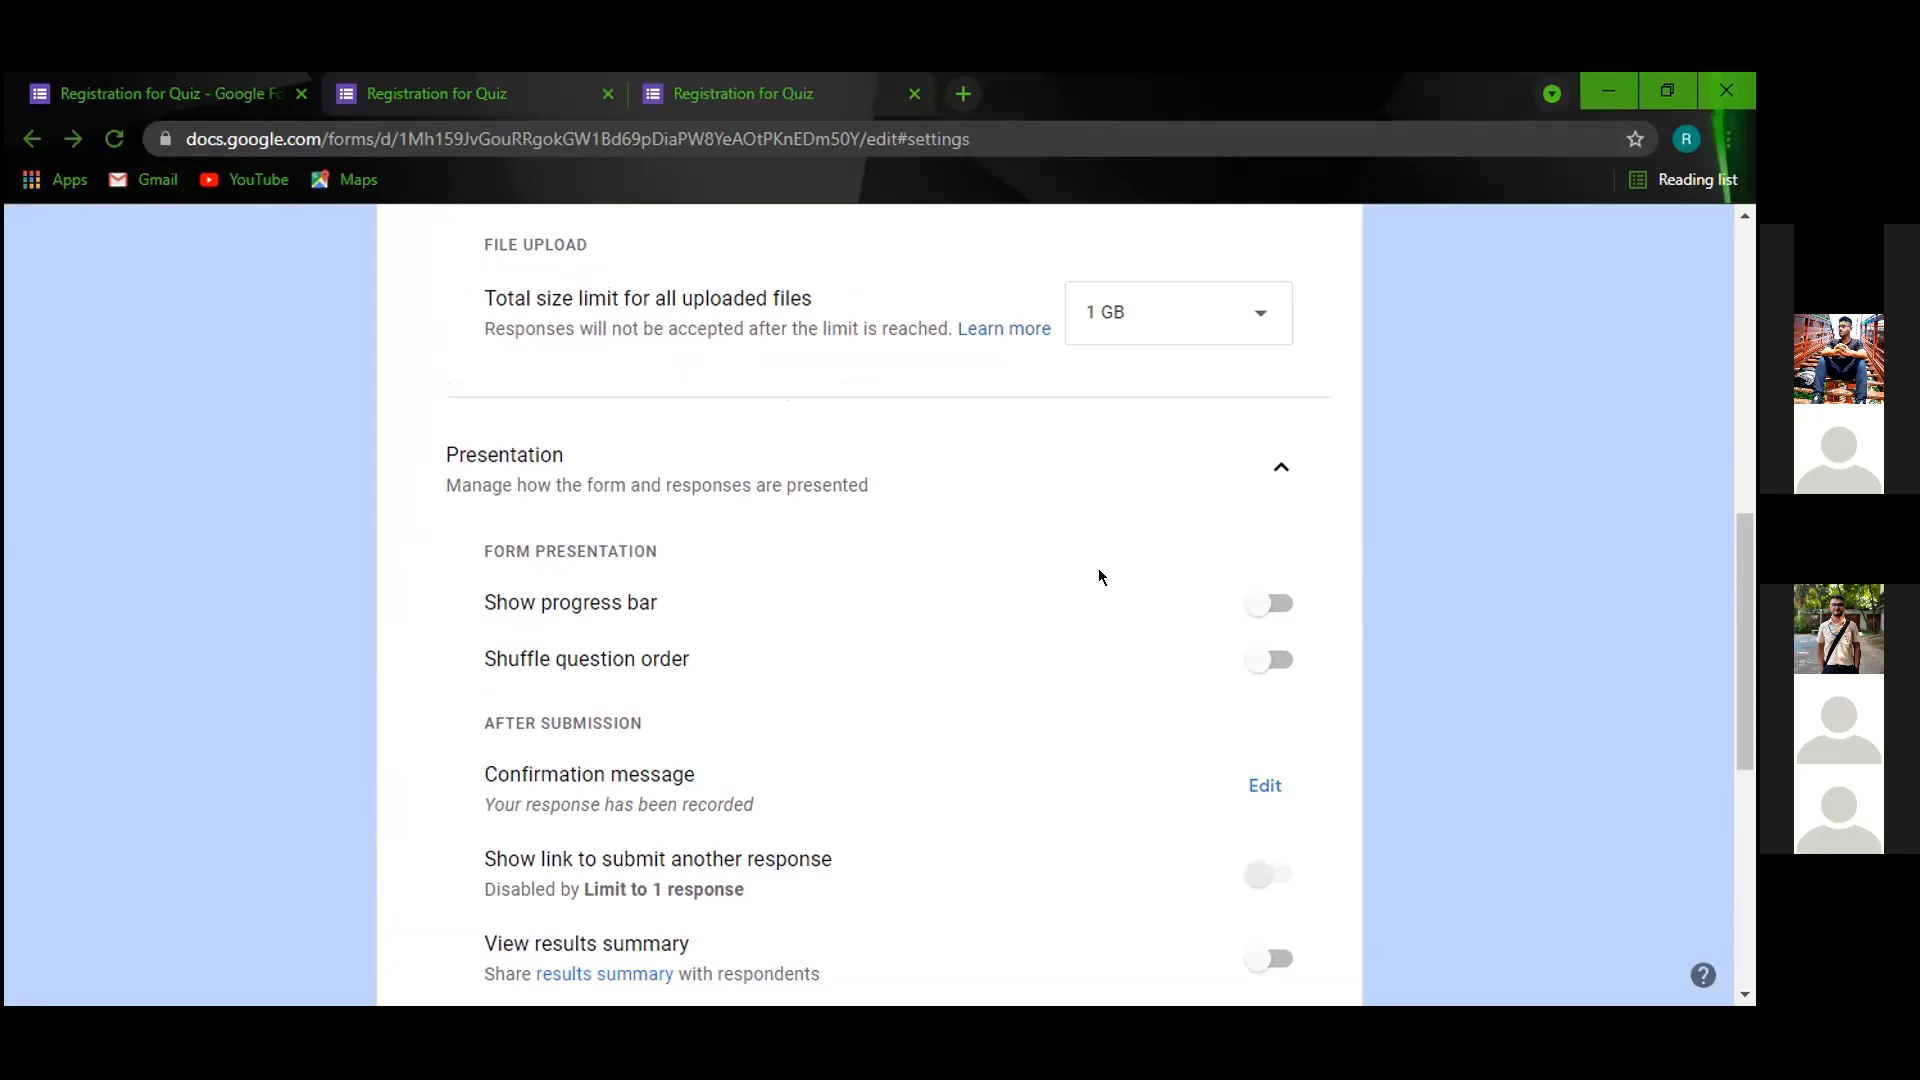 Registration for Quiz - Google Fo
Registration for Quiz
Registration for Quiz
docs.google.com/forms/d/1Mh159JvGouRRgokGW1Bd69pDiaPW8YeAOtPKnEDm50Y/edit#settings
R
Apps
Gmail
YouTube
Maps
Reading list
FILE UPLOAD
Total size limit for all uploaded files
Responses will not be accepted after the limit is reached. Learn more
1 GB
Presentation
Manage how the form and responses are presented
FORM PRESENTATION
Show progress bar
Shuffle question order
AFTER SUBMISSION
Confirmation message
Your response has been recorded
Edit
Show link to submit another response
Disabled by Limit to 1 response
View results summary
Share results summary with respondents